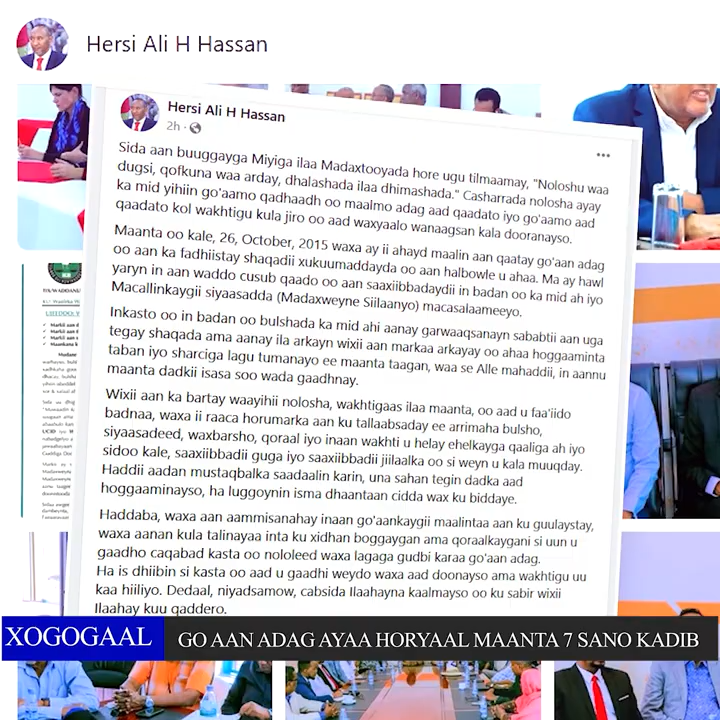 Hersi Ali H Hassan
Hersi Ali H Hassan
2h
Sida aan buuggayga Miyiga ilaa Madaxtooyada hore ugu tilmaamay, "Noloshu waa
dugsi, qofkuna waa arday, dhalashada ilaa dhimashada." Casharrada nolosha ayay
ka mid yihiin go'aamo qadhaadh oo maalmo adag aad qaadato iyo go'aamo aad
qaadato kol wakhtigu kula jiro oo aad waxyaalo wanaagsan kala dooranayso.
Maanta oo kale, 26, October, 2015 waxa ay ii ahayd maalin aan qaatay go'aan adag
oo aan ka fadhiistay shaqadii xukuumaddayda oo aan halbowle u ahaa. Ma ay hawl
yaryn in aan waddo cusub qaado oo aan saaxiibbadaydii in badan oo ka mid ah iyo
Macallinkaygii siyaasadda (Madaxweyne Siilaanyo) macasalaameeyo.
Inkasto oo in badan oo bulshada ka mid ahi aanay garwaaqsanayn sababtii aan uga
tegay shaqada ama aanay ila arkayn wixii aan markaa arkayay oo ahaa hoggaaminta
taban iyo sharciga lagu tumanayo ee maanta taagan, waa se Alle mahaddii, in aannu
maanta dadkii isasa soo wada gaadhnay.
Wixii aan ka bartay waayihii nolosha, wakhtigaas ilaa maanta, oo aad u faa'iido
badnaa, waxa ii raaca horumarka aan ku tallaabsaday ee arrimaha bulsho,
siyaasadeed, waxbarsho, qoraal iyo inaan wakhti u helay ehelkayga qaaliga ah iyo
sidoo kale, saaxiibbadii guga iyo saaxiibbadii jiilaalka oo si weyn u kala muuqday.
Haddii aadan mustaqbalka saadaalin karin, una sahan tegin dadka aad
hoggaaminayso, ha luggoynin isma dhaantaan cidda wax ku biddaye.
Haddaba, waxa aan aammisanahay inaan go'aankaygii maalintaa aan ku guulaystay,
waxa aanan kula talinayaa inta ku xidhan boggaygan ama qoraalkaygani si uun u
gaadho caqabad kasta oo nololeed waxa lagaga gudbi karaa go'aan adag.
Ha is dhiibin si kasta oo aad u gaadhi weydo waxa aad doonayso ama wakhtigu uu
kaa hiiliyo. Dedaal, niyadsamow, cabsida Ilaahayna kaalmayso oo ku sabir wixii
Ilaahay kuu qaddero.
XOGOGAAL GO AAN ADAG AYAA HORYAAL MAANTA 7 SANO KADIB